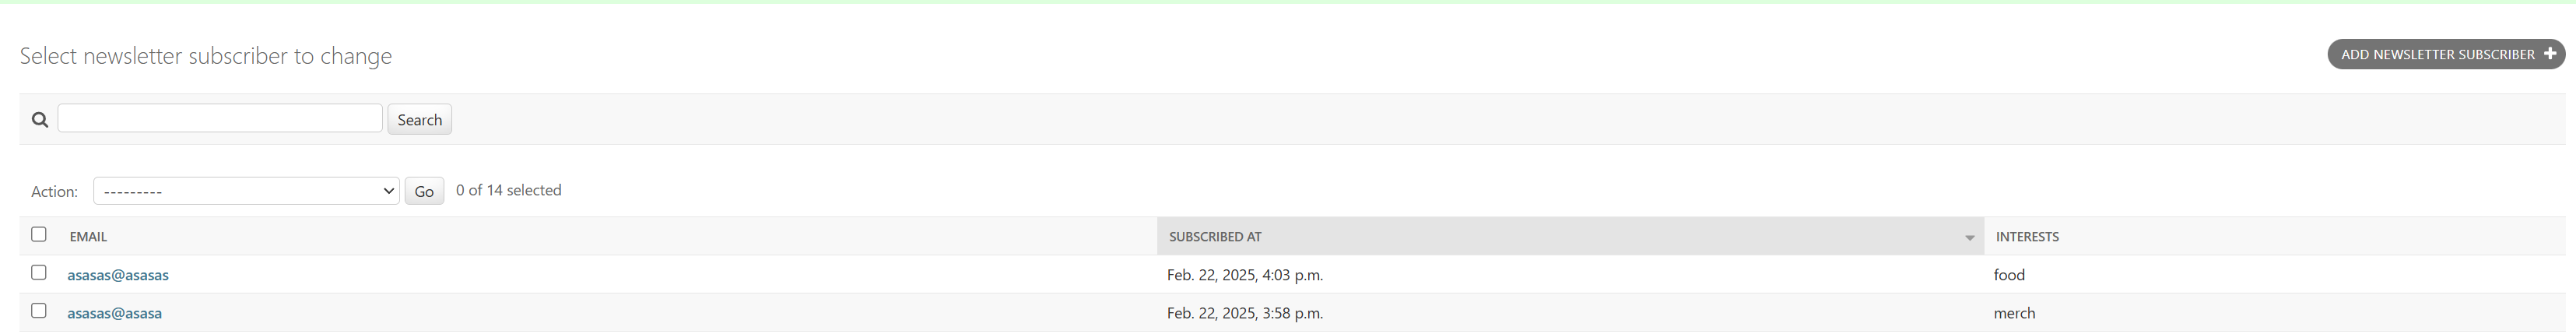 Select newsletter subscriber to change
ADD NEWSLETTER SUBSCRIBER +
Search
Action: --------- Go 0 of 14 selected
EMAIL SUBSCRIBED AT INTERESTS
asasas@asasas Feb. 22, 2025, 4:03 p.m. food
asasas@asasa Feb. 22, 2025, 3:58 p.m. merch